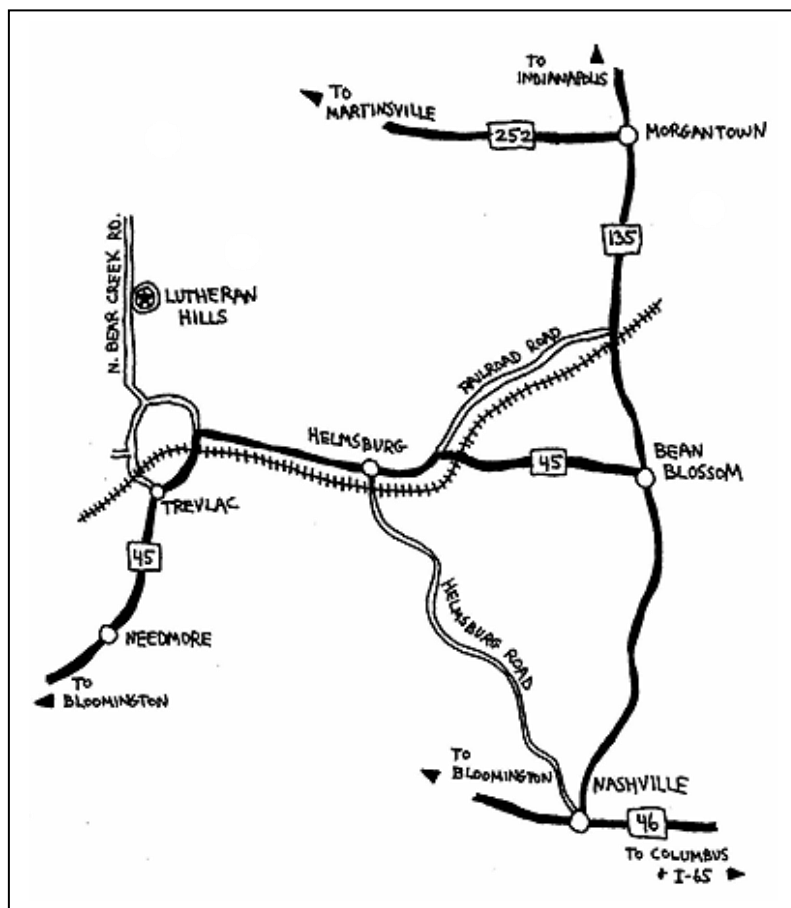 TO
INDIANAPOLIS
TO
MARTINSVILLE
252
MORGANTOWN
135
N. BEAR CREEK RD.
LUTHERAN
HILLS
RAILROAD ROAD
HELMSBURG
45
BEAN
BLOSSOM
TREVLAC
45
HELMSBURG ROAD
NEEDMORE
TO
BLOOMINGTON
TO
BLOOMINGTON
NASHVILLE
46
TO COLUMBUS
+ I-65